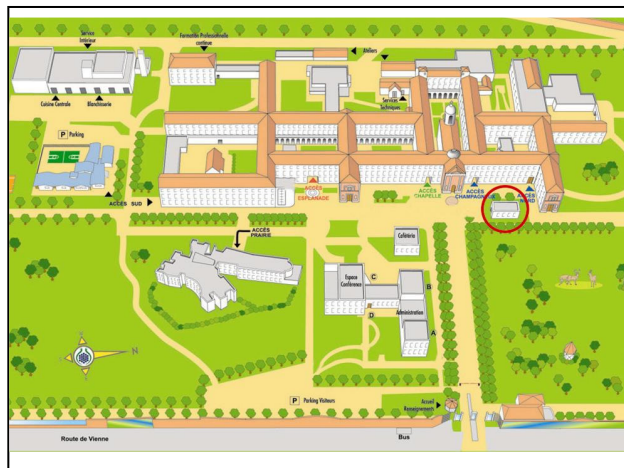 Service
Intérieur
Formation Professionnelle
continue
Ateliers
Cuisine Centrale
Blanchisserie
Services
Techniques
P Parking
ACCÈS SUD
ACCÈS
ESPLANADE
ACCÈS
CHAPELLE
ACCÈS
CHAMPAGNEUX
ACCÈS
NORD
ACCÈS
PRAIRIE
Cafétéria
Espace
Conférence
C
B
Administration
D
A
N
P Parking Visiteurs
Accueil
Renseignements
Route de Vienne
Bus